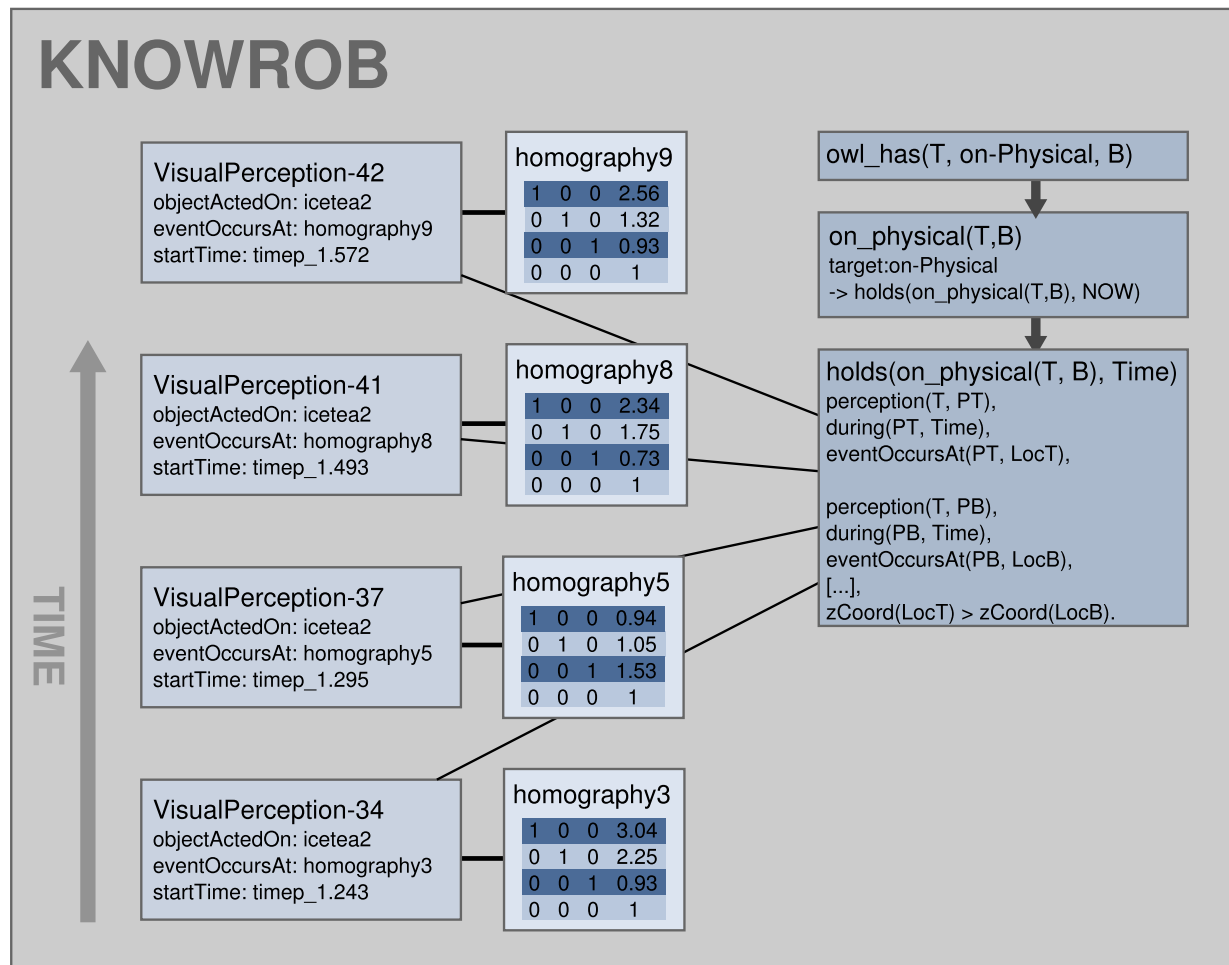 KNOWROB
VisualPerception-42
objectActedOn: icetea2
eventOccursAt: homography9
startTime: timep_1.572
homography9
1 0 0 2.56
0 1 0 1.32
0 0 1 0.93
0 0 0 1
VisualPerception-41
objectActedOn: icetea2
eventOccursAt: homography8
startTime: timep_1.493
homography8
1 0 0 2.34
0 1 0 1.75
0 0 1 0.73
0 0 0 1
VisualPerception-37
objectActedOn: icetea2
eventOccursAt: homography5
startTime: timep_1.295
homography5
1 0 0 0.94
0 1 0 1.05
0 0 1 1.53
0 0 0 1
VisualPerception-34
objectActedOn: icetea2
eventOccursAt: homography3
startTime: timep_1.243
homography3
1 0 0 3.04
0 1 0 2.25
0 0 1 0.93
0 0 0 1
TIME
owl_has(T, on-Physical, B)
on_physical(T,B)
target:on-Physical
-> holds(on_physical(T,B), NOW)
holds(on_physical(T, B), Time)
perception(T, PT),
during(PT, Time),
eventOccursAt(PT, LocT),
perception(T, PB),
during(PB, Time),
eventOccursAt(PB, LocB),
[...],
zCoord(LocT) > zCoord(LocB).